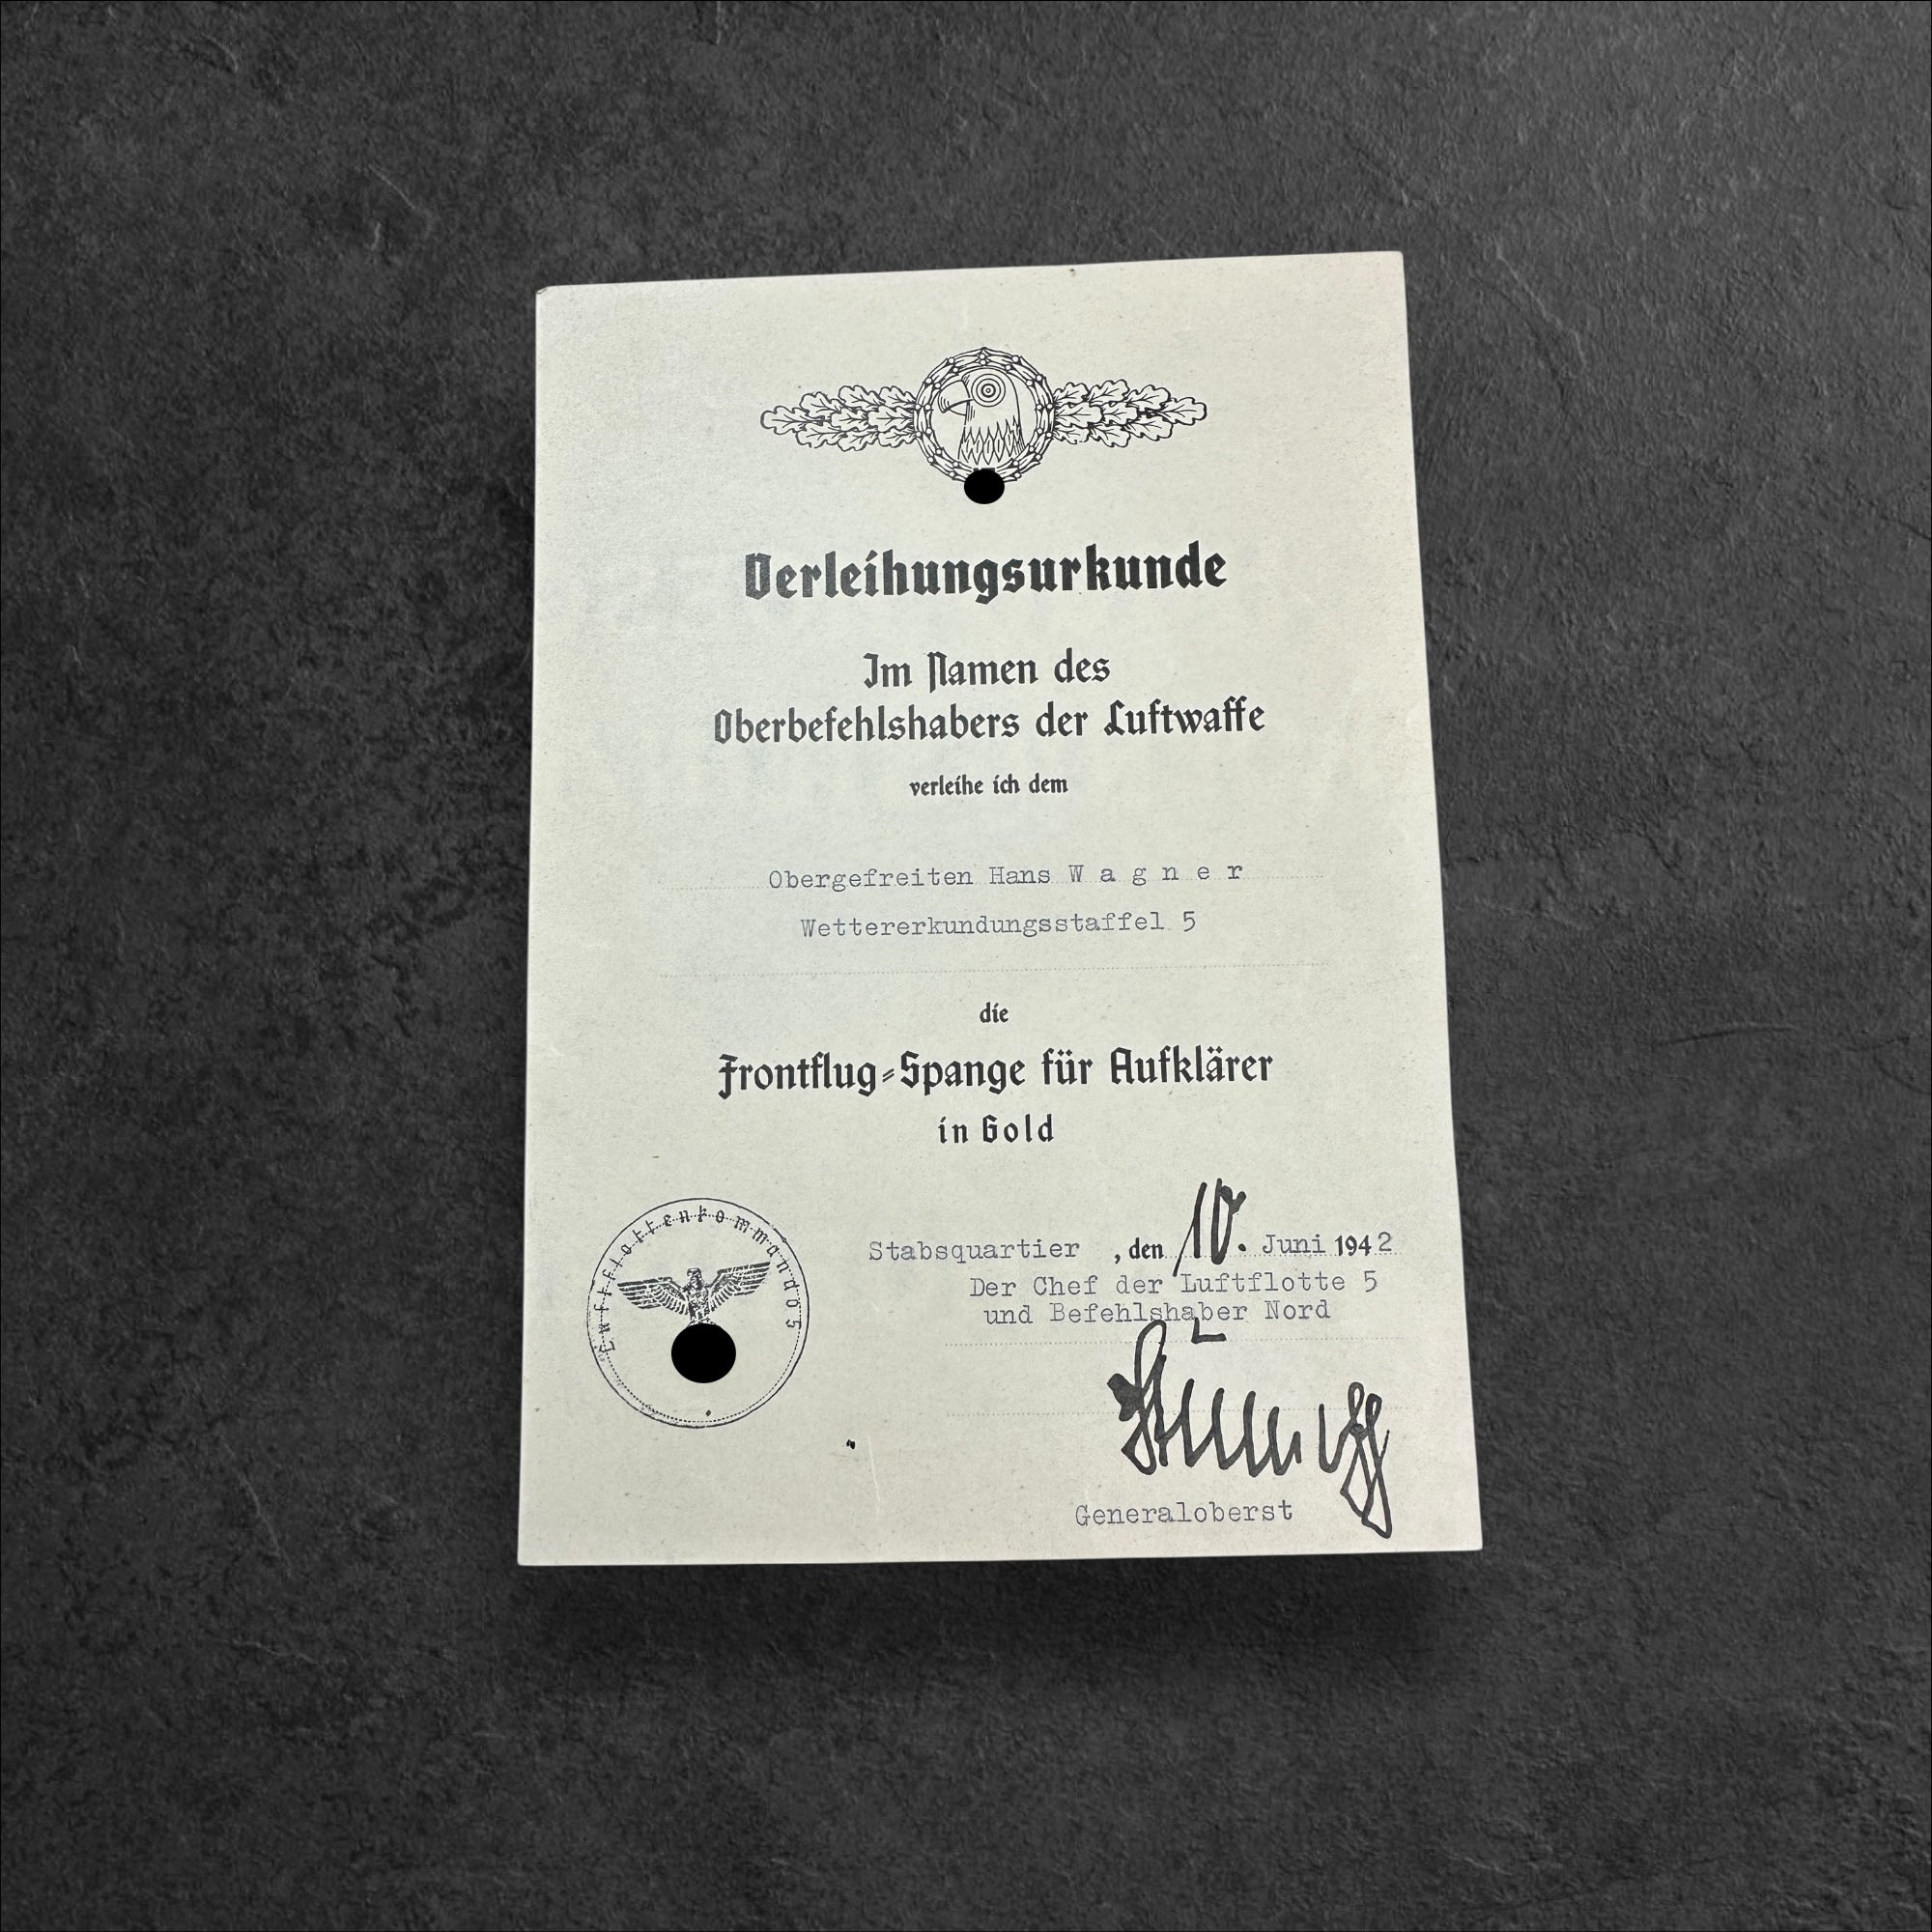 Verleihungsurkunde
Im Namen des
Oberbefehlshabers der Luftwaffe
verleihe ich dem
Obergefreiten Hans W a g n e r
Wettererkundungsstaffel 5
die
Frontflug-Spange für Aufklärer
in Gold
Stabsquartier , den 10. Juni 1942
Der Chef der Luftflotte 5
und Befehlshaber Nord
Stumpff
Generaloberst
Luftflottenkommando 5